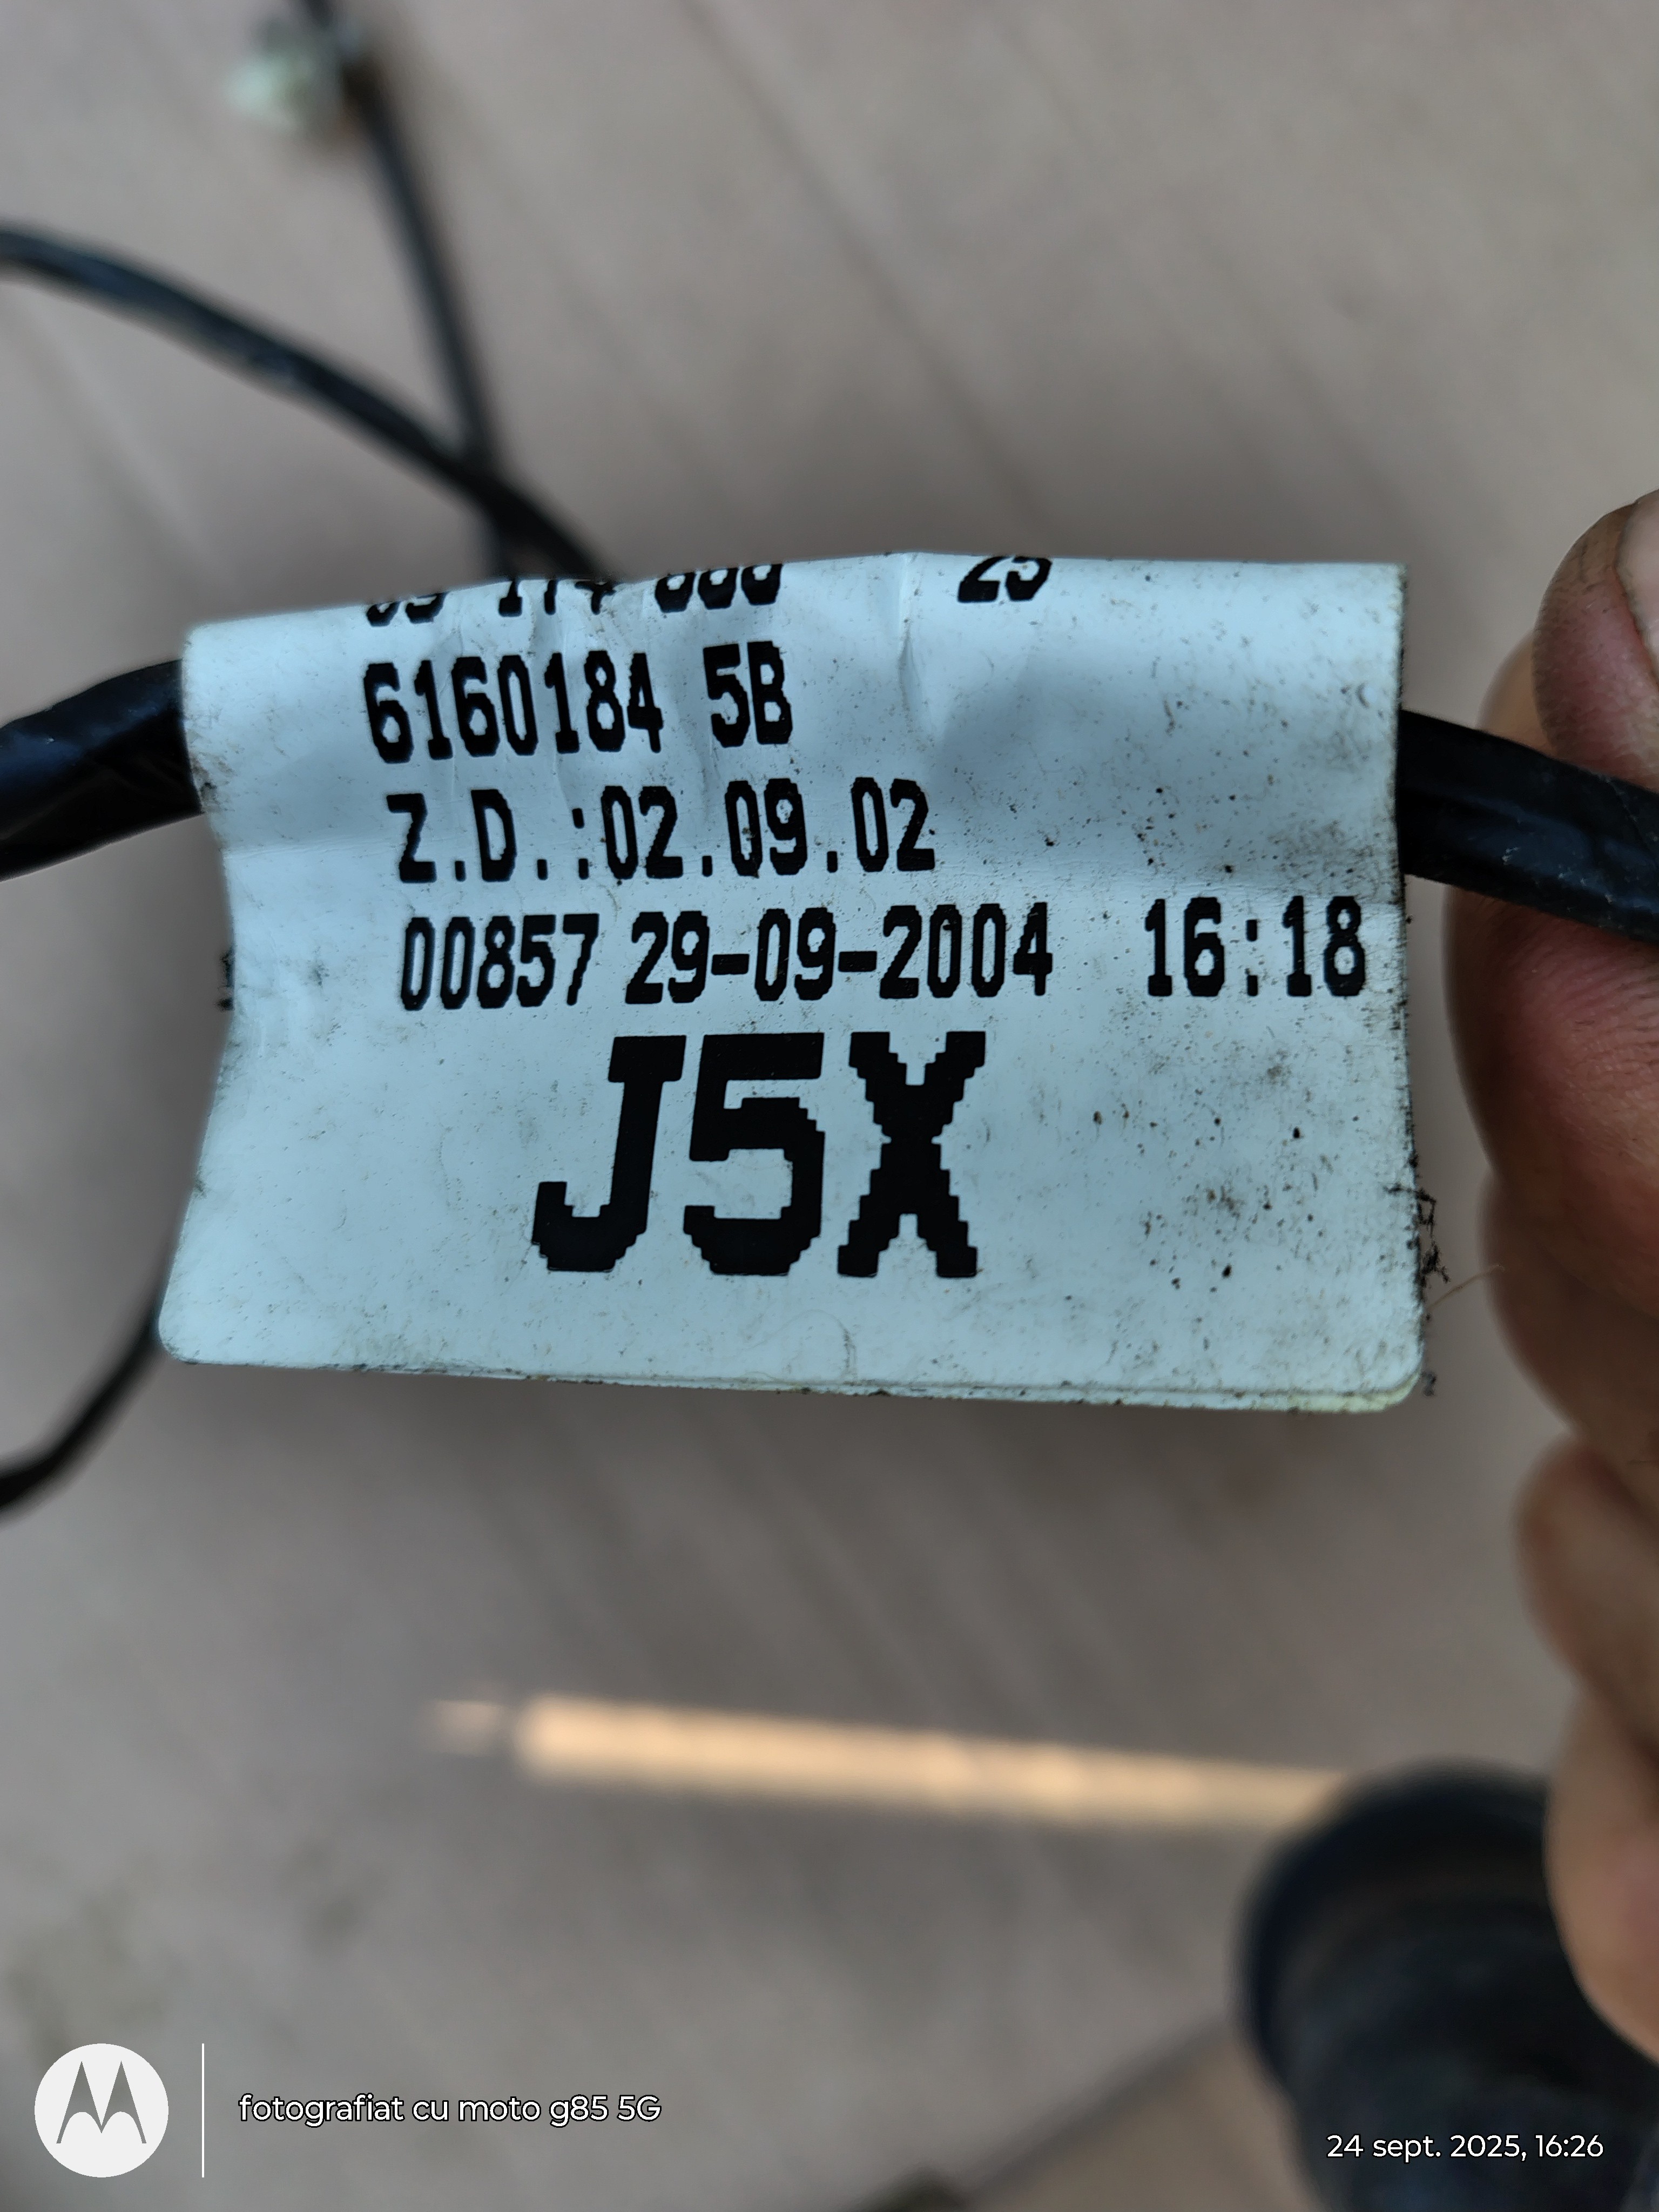 6160184 5B
Z.D.:02.09.02
00857 29-09-2004 16:18
J5X
fotografiat cu moto g85 5G
24 sept. 2025, 16:26